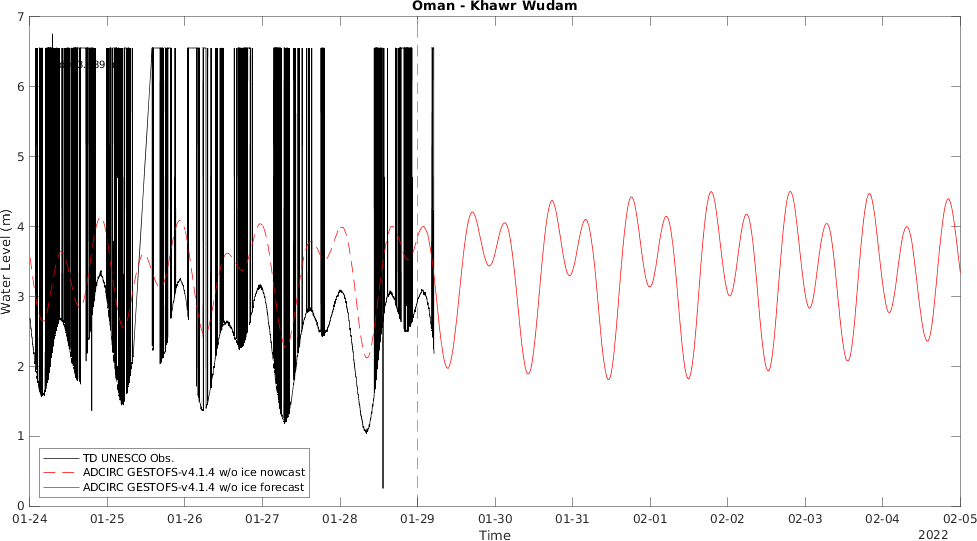 Oman - Khawr Wudam
7
6
5
4
3
2
1
0
Water Level (m)
TD UNESCO Obs.
ADCIRC GESTOFS-v4.1.4 w/o ice nowcast
ADCIRC GESTOFS-v4.1.4 w/o ice forecast
01-24 01-25 01-26 01-27 01-28 01-29 01-30 01-31 02-01 02-02 02-03 02-04 02-05
Time
2022